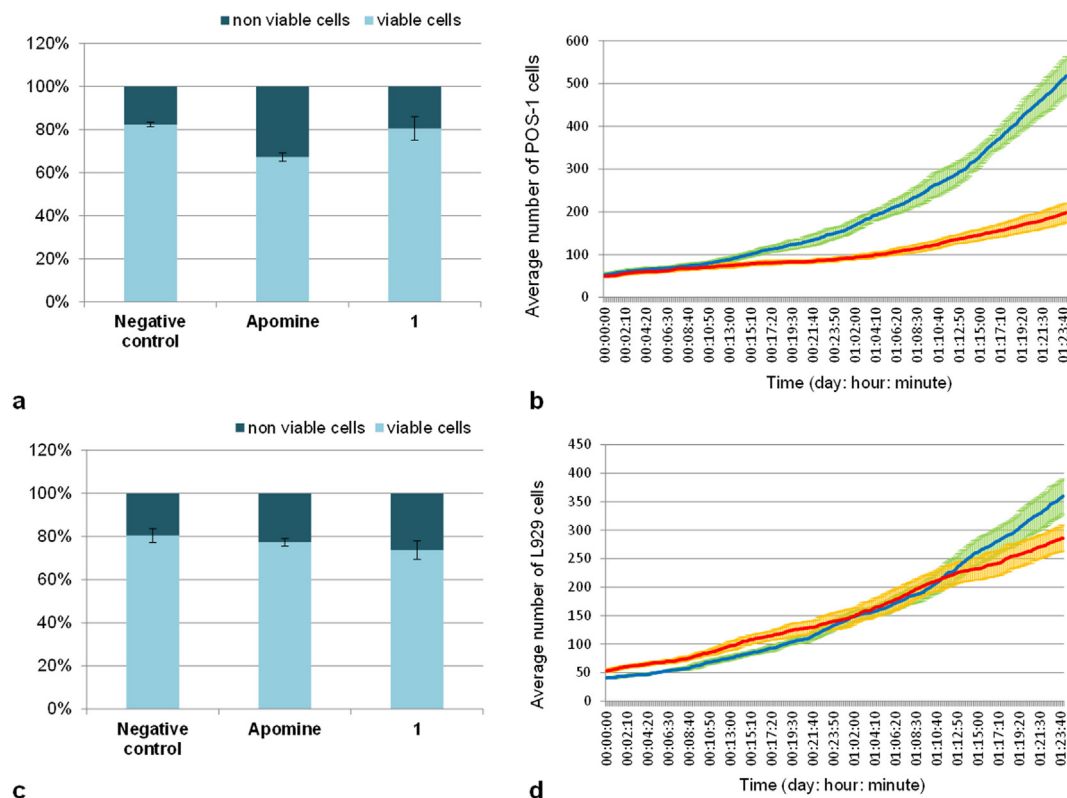 non viable cells viable cells
120%
100%
80%
60%
40%
20%
0%
Negative control Apomine 1
a
Average number of POS-1 cells
600
500
400
300
200
100
0
00:00:00 00:02:10 00:04:20 00:06:30 00:08:40 00:10:50 00:13:00 00:15:10 00:17:20 00:19:30 00:21:40 00:23:50 01:02:00 01:04:10 01:06:20 01:08:30 01:10:40 01:12:50 01:15:00 01:17:10 01:19:20 01:21:30 01:23:40
Time (day: hour: minute)
b
non viable cells viable cells
120%
100%
80%
60%
40%
20%
0%
Negative control Apomine 1
c
Average number of L929 cells
450
400
350
300
250
200
150
100
50
0
00:00:00 00:02:10 00:04:20 00:06:30 00:08:40 00:10:50 00:13:00 00:15:10 00:17:20 00:19:30 00:21:40 00:23:50 01:02:00 01:04:10 01:06:20 01:08:30 01:10:40 01:12:50 01:15:00 01:17:10 01:19:20 01:21:30 01:23:40
Time (day: hour: minute)
d